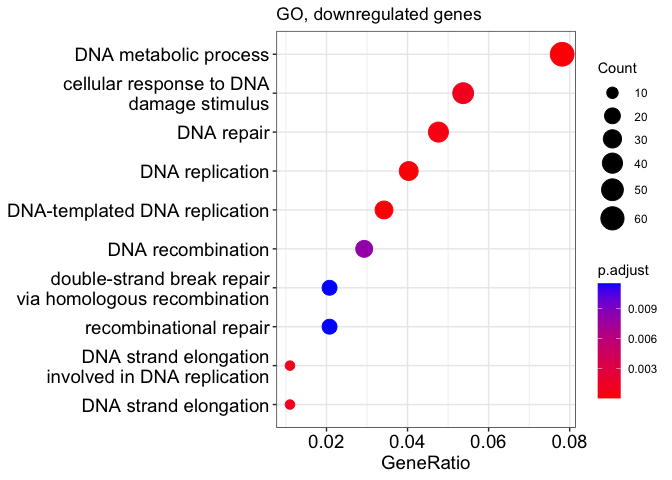 GO, downregulated genes
DNA metabolic process
cellular response to DNA
damage stimulus
DNA repair
DNA replication
DNA-templated DNA replication
DNA recombination
double-strand break repair
via homologous recombination
recombinational repair
DNA strand elongation
involved in DNA replication
DNA strand elongation
0.02 0.04 0.06 0.08
GeneRatio
Count
10
20
30
40
50
60
p.adjust
0.009
0.006
0.003